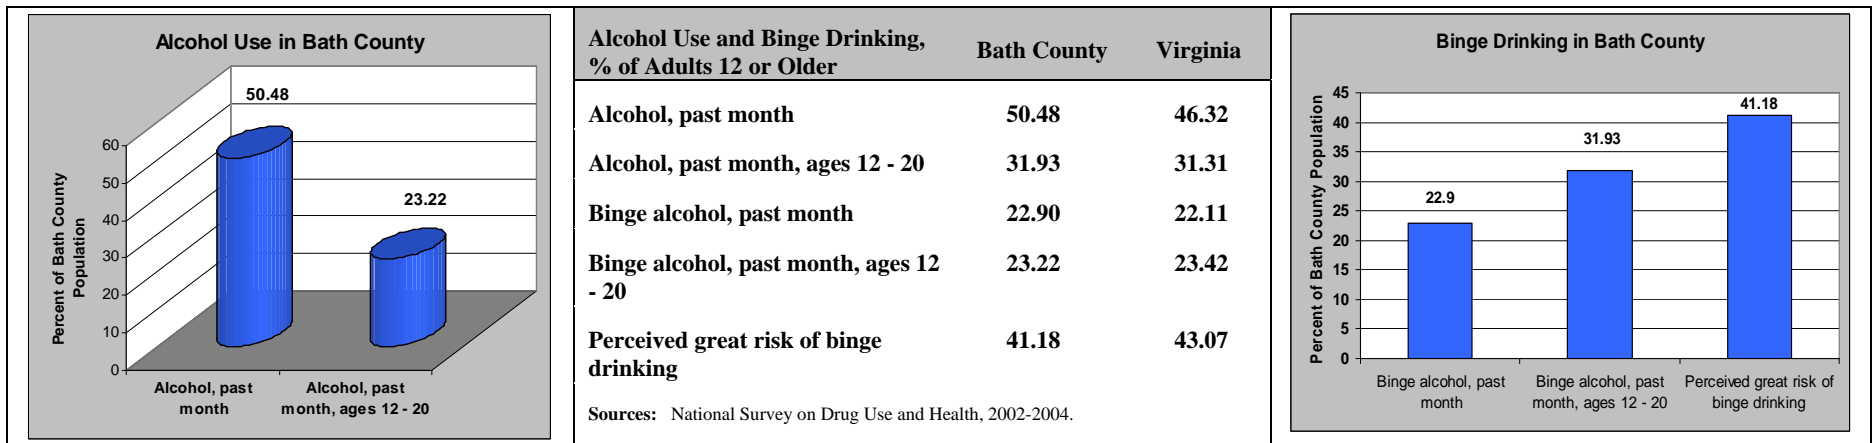 Alcohol Use in Bath County
50.48
23.22
60
50
40
30
20
10
0
Percent of Bath County
Population
Alcohol, past
month
Alcohol, past
month, ages 12 - 20
Alcohol Use and Binge Drinking,
% of Adults 12 or Older
Bath County
Virginia
Alcohol, past month 50.48 46.32
Alcohol, past month, ages 12 - 20 31.93 31.31
Binge alcohol, past month 22.90 22.11
Binge alcohol, past month, ages 12 23.22 23.42
- 20
Perceived great risk of binge 41.18 43.07
drinking
Sources: National Survey on Drug Use and Health, 2002-2004.
Binge Drinking in Bath County
Percent of Bath County Population
45
40
35
30
25
20
15
10
5
0
22.9
31.93
41.18
Binge alcohol, past
month
Binge alcohol, past
month, ages 12 - 20
Perceived great risk of
binge drinking